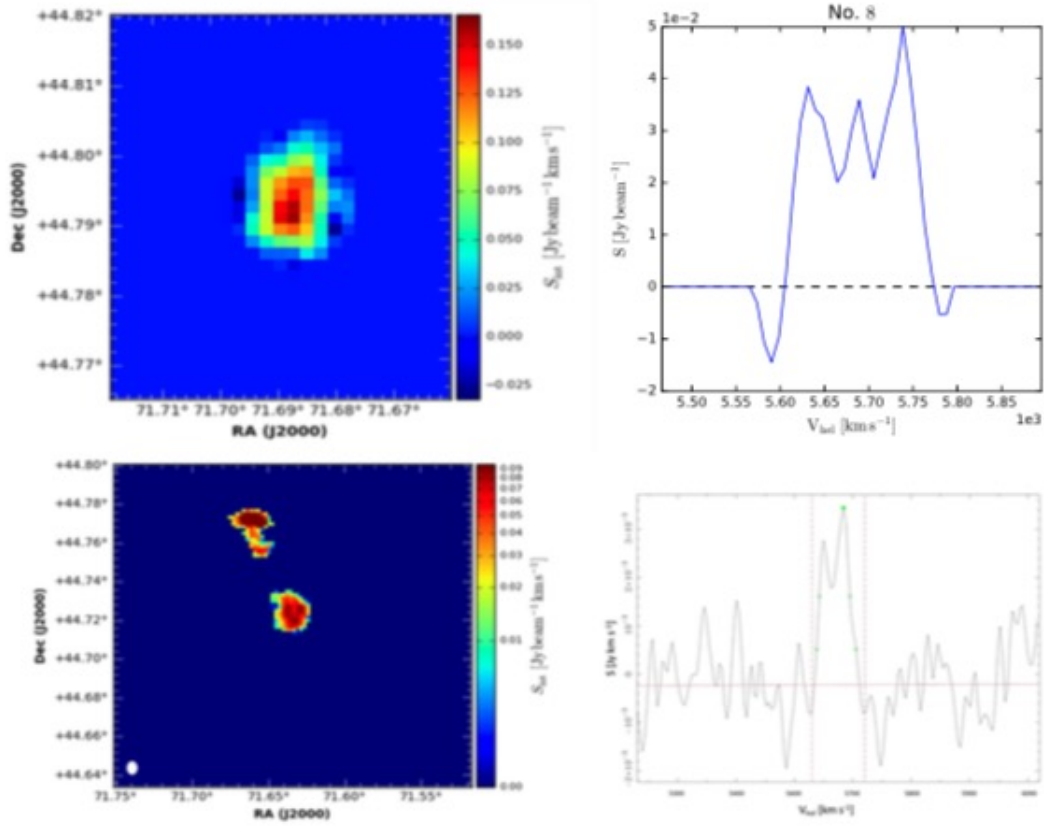 +44.82°
+44.80°
+44.79°
+44.78°
+44.77°
Dec (J2000)
71.71° 71.70° 71.69° 71.68° 71.67°
RA (J2000)
0.150
0.125
0.100
0.075
0.050
0.025
0.000
−0.025
S_int [Jy beam⁻¹ km s⁻¹]
No. 8
1e−2
5
4
3
2
1
0
−1
−2
S [Jy beam⁻¹]
5.50 5.55 5.60 5.65 5.70 5.75 5.80 5.85
1e3
V_hel [km s⁻¹]
+44.80°
+44.78°
+44.76°
+44.74°
+44.72°
+44.70°
+44.68°
+44.66°
+44.64°
Dec (J2000)
71.75° 71.70° 71.65° 71.60° 71.55°
RA (J2000)
0.09
0.08
0.07
0.06
0.05
0.04
0.03
0.02
0.01
0.00
S_int [Jy beam⁻¹ km s⁻¹]
S [Jy km s⁻¹]
0
V_hel [km s⁻¹]